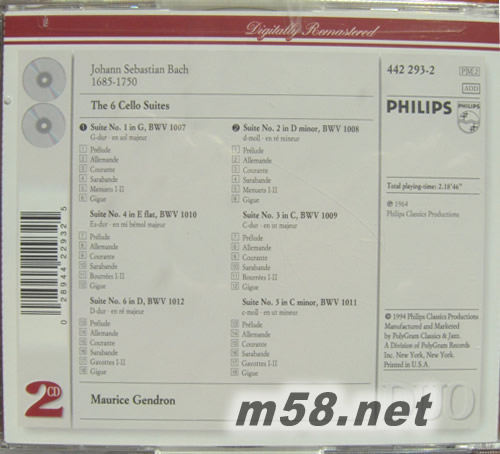 Digitally Remastered
Johann Sebastian Bach
1685-1750
442 293-2
PM 2
ADD
The 6 Cello Suites
PHILIPS
PHILIPS
1 Suite No. 1 in G, BWV 1007
G-dur · en sol majeur
1 Prélude
2 Allemande
3 Courante
4 Sarabande
5 Menuets I-II
6 Gigue
Suite No. 4 in E flat, BWV 1010
Es-dur · en mi bémol majeur
7 Prélude
8 Allemande
9 Courante
10 Sarabande
11 Bourrées I-II
12 Gigue
Suite No. 6 in D, BWV 1012
D-dur · en ré majeur
13 Prélude
14 Allemande
15 Courante
16 Sarabande
17 Gavottes I-II
18 Gigue
2 Suite No. 2 in D minor, BWV 1008
d-moll · en ré mineur
1 Prélude
2 Allemande
3 Courante
4 Sarabande
5 Menuets I-II
6 Gigue
Suite No. 3 in C, BWV 1009
C-dur · en ut majeur
7 Prélude
8 Allemande
9 Courante
10 Sarabande
11 Bourrées I-II
12 Gigue
Suite No. 5 in C minor, BWV 1011
c-moll · en ut mineur
13 Prélude
14 Allemande
15 Courante
16 Sarabande
17 Gavottes I-II
18 Gigue
Total playing-time: 2.18'46"
℗ 1964
Philips Classics Productions
© 1994 Philips Classics Productions
Manufactured and Marketed
by PolyGram Classics & Jazz,
A Division of PolyGram Records
Inc. New York, New York.
Printed in U.S.A.
0 28944 22932 5
2 CD
Maurice Gendron
DUO
m58.net